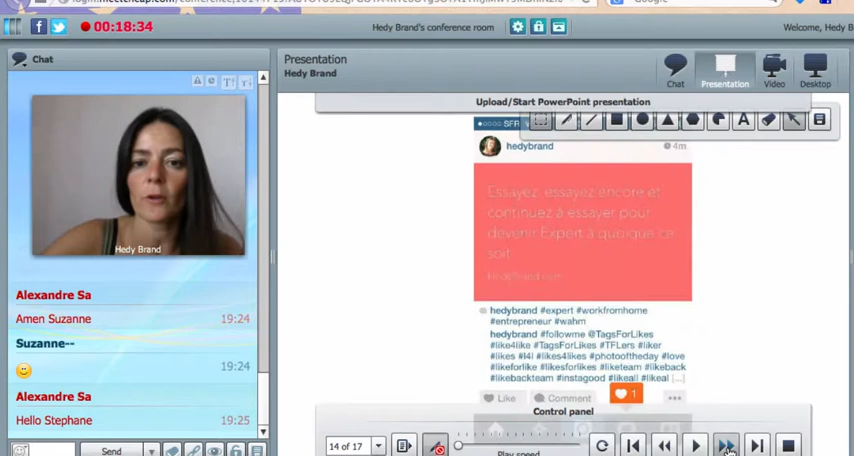 00:18:34
Hedy Brand's conference room
Welcome, Hedy B
Chat
Presentation
Hedy Brand
Chat
Presentation
Video
Desktop
Upload/Start PowerPoint presentation
SFR
hedybrand
4m
Essayez, essayez encore et
continuez à essayer pour
devenir Expert à quoique ce
soit
HedyBrand.com
Hedy Brand
Alexandre Sa
Amen Suzanne 19:24
Suzanne--
19:24
Alexandre Sa
Hello Stephane 19:25
hedybrand #expert #workfromhome
#entrepreneur #wahm
hedybrand #followme @TagsForLikes
#like4like #TagsForLikes #TFLers #liker
#likes #l4l #likes4likes #photooftheday #love
#likeforlike #likesforlikes #liketeam #likeback
#likebackteam #instagood #likeall #likeal [...]
Like
Comment
1
Control panel
Send
14 of 17
Play speed